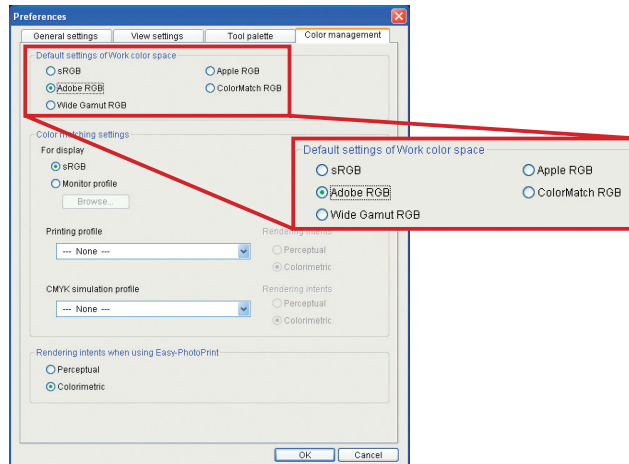 Preferences
General settings View settings Tool palette Color management
Default settings of Work color space
sRGB Apple RGB
Adobe RGB ColorMatch RGB
Wide Gamut RGB
Color matching settings
For display
sRGB
Monitor profile
Browse...
Printing profile Rendering intents
--- None --- Perceptual
Colorimetric
CMYK simulation profile Rendering intents
--- None --- Perceptual
Colorimetric
Rendering intents when using Easy-PhotoPrint
Perceptual
Colorimetric
OK Cancel
Default settings of Work color space
sRGB Apple RGB
Adobe RGB ColorMatch RGB
Wide Gamut RGB